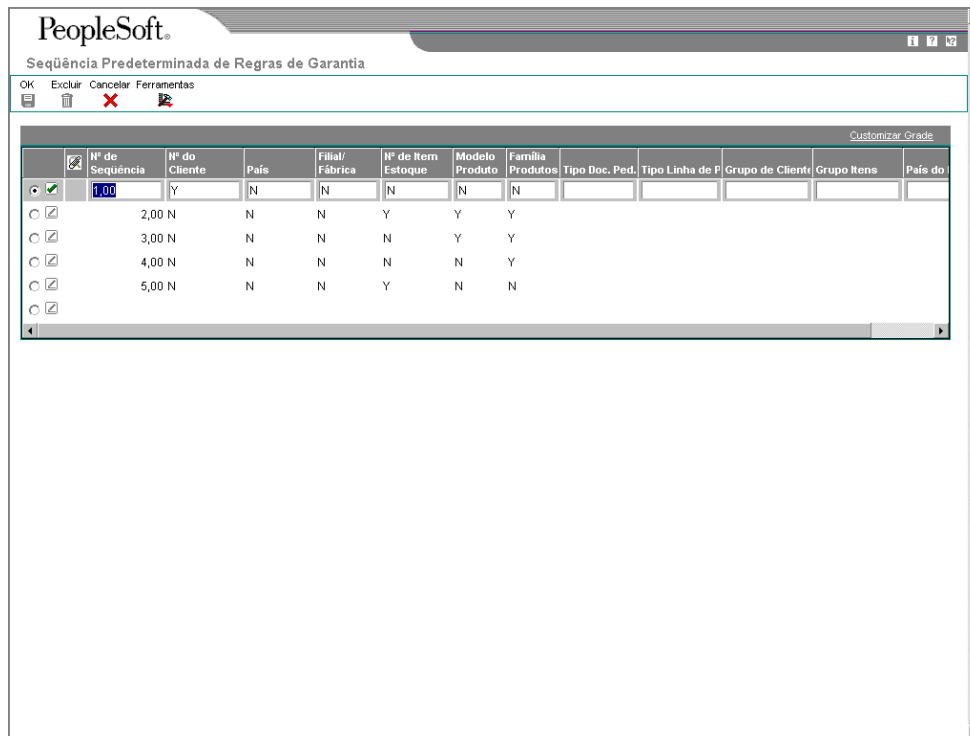 PeopleSoft®
i ? 
Seqüência Predeterminada de Regras de Garantia
OK Excluir Cancelar Ferramentas
Customizar Grade
Nº de Seqüência Nº do Cliente País Filial/ Fábrica Nº de Item Estoque Modelo Produto Família Produtos Tipo Doc. Ped. Tipo Linha de P Grupo de Cliente Grupo Itens País do
1,00 Y N N N N N
2,00 N N N Y Y Y
3,00 N N N N Y Y
4,00 N N N N N Y
5,00 N N N Y N N